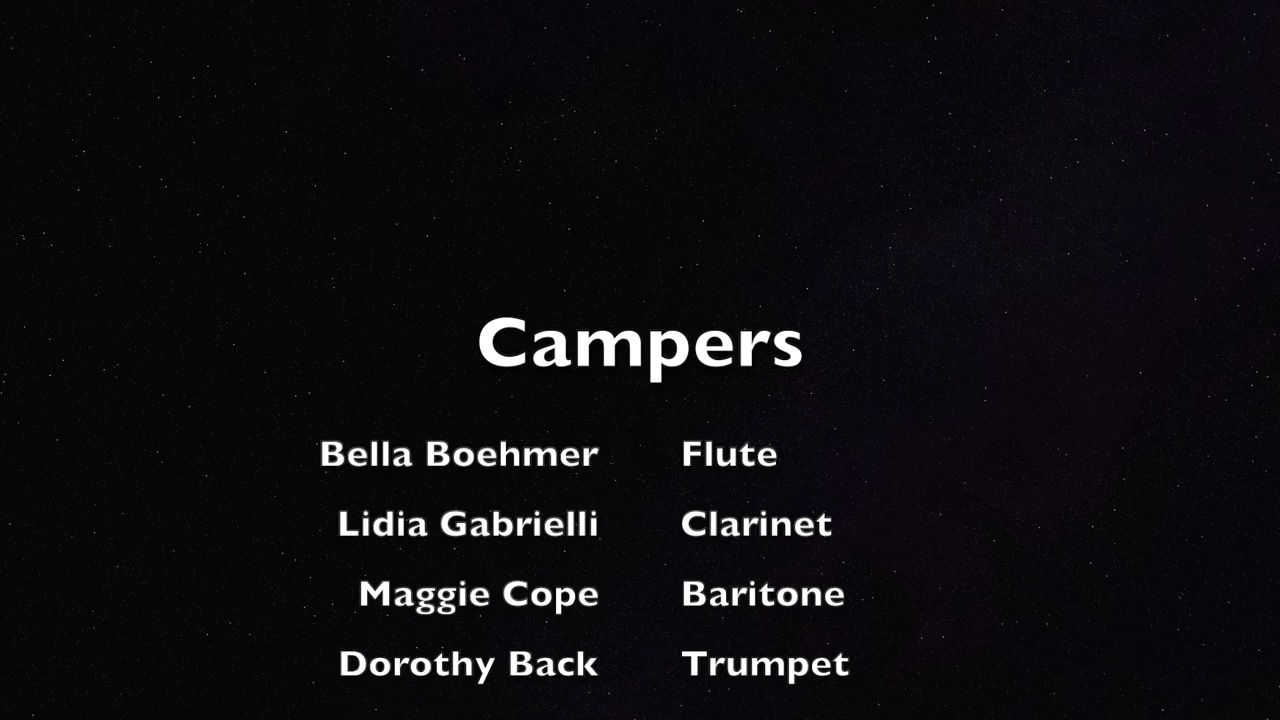 Campers
Bella Boehmer Flute
Lidia Gabrielli Clarinet
Maggie Cope Baritone
Dorothy Back Trumpet